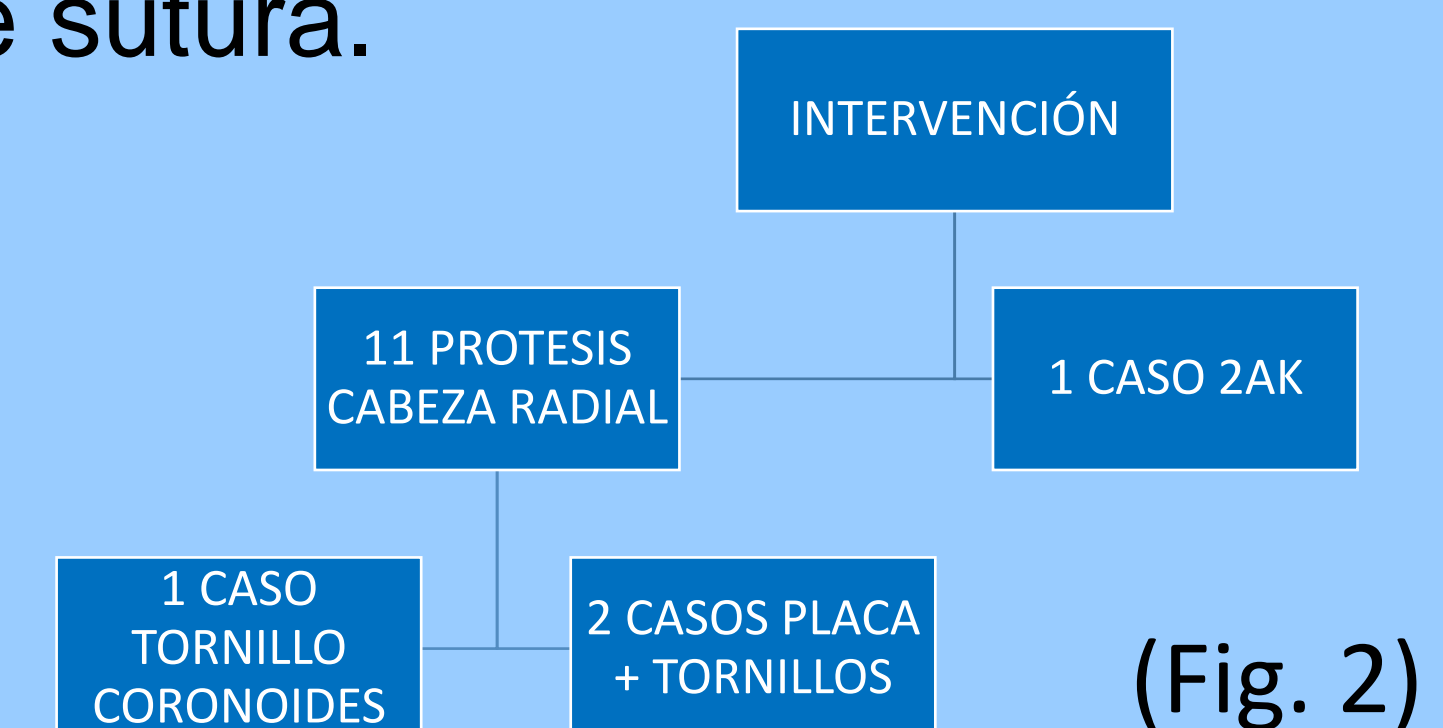 e sutura.
INTERVENCIÓN
11 PROTESIS
CABEZA RADIAL
1 CASO 2AK
1 CASO
TORNILLO
CORONOIDES
2 CASOS PLACA
+ TORNILLOS
(Fig. 2)